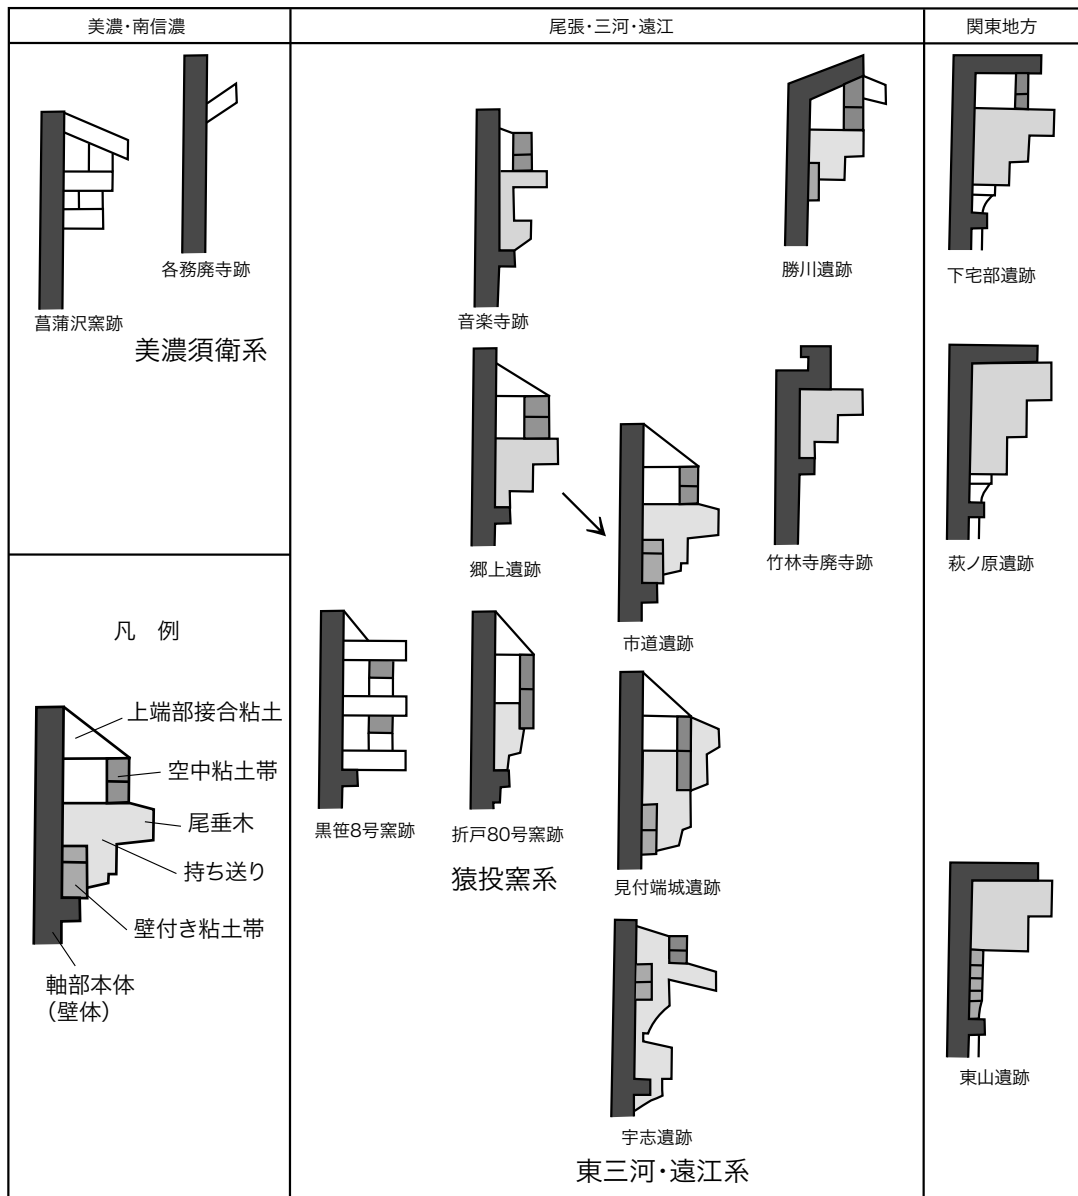 美濃・南信濃
尾張・三河・遠江
関東地方
各務廃寺跡
菖蒲沢窯跡
美濃須衛系
音楽寺跡
勝川遺跡
下宅部遺跡
郷上遺跡
市道遺跡
竹林寺廃寺跡
萩ノ原遺跡
黒笹8号窯跡
折戸80号窯跡
猿投窯系
見付端城遺跡
宇志遺跡
東三河・遠江系
東山遺跡
凡 例
上端部接合粘土
空中粘土帯
尾垂木
持ち送り
壁付き粘土帯
軸部本体
（壁体）